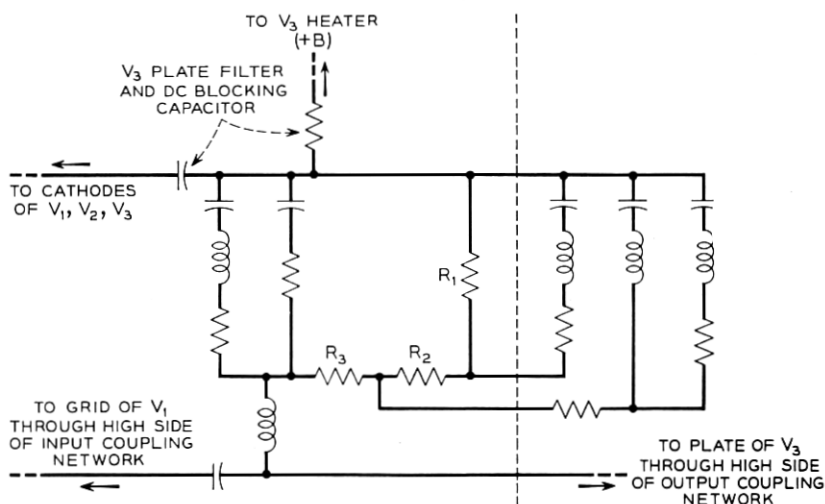 TO V3 HEATER
(+B)
V3 PLATE FILTER
AND DC BLOCKING
CAPACITOR
TO CATHODES
OF V1, V2, V3
R1
R3
R2
TO GRID OF V1
THROUGH HIGH SIDE
OF INPUT COUPLING
NETWORK
TO PLATE OF V3
THROUGH HIGH SIDE
OF OUTPUT COUPLING
NETWORK